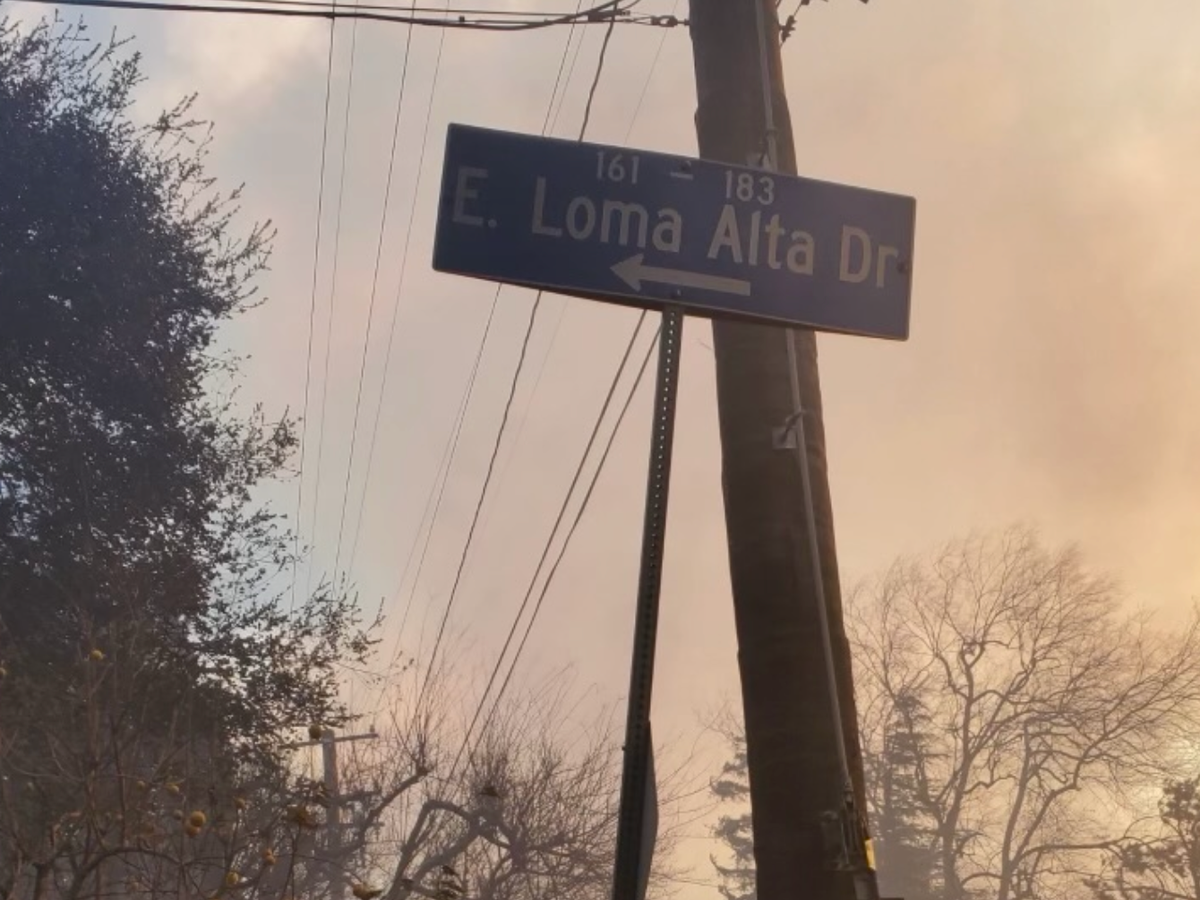 161 – 183
E. Loma Alta Dr